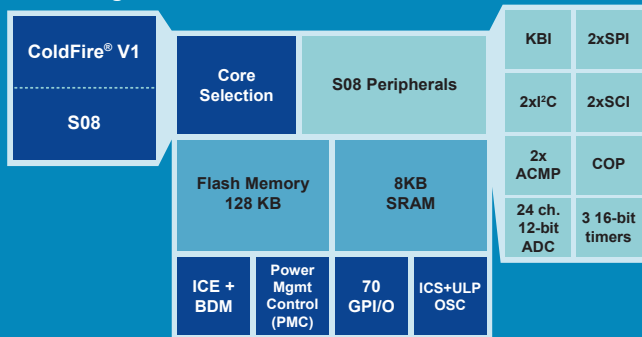 ColdFire® V1
S08
Core
Selection
S08 Peripherals
Flash Memory
128 KB
8KB
SRAM
ICE +
BDM
Power
Mgmt
Control
(PMC)
70
GPI/O
ICS+ULP
OSC
KBI
2xSPI
2xI²C
2xSCI
2x
ACMP
COP
24 ch.
12-bit
ADC
3 16-bit
timers